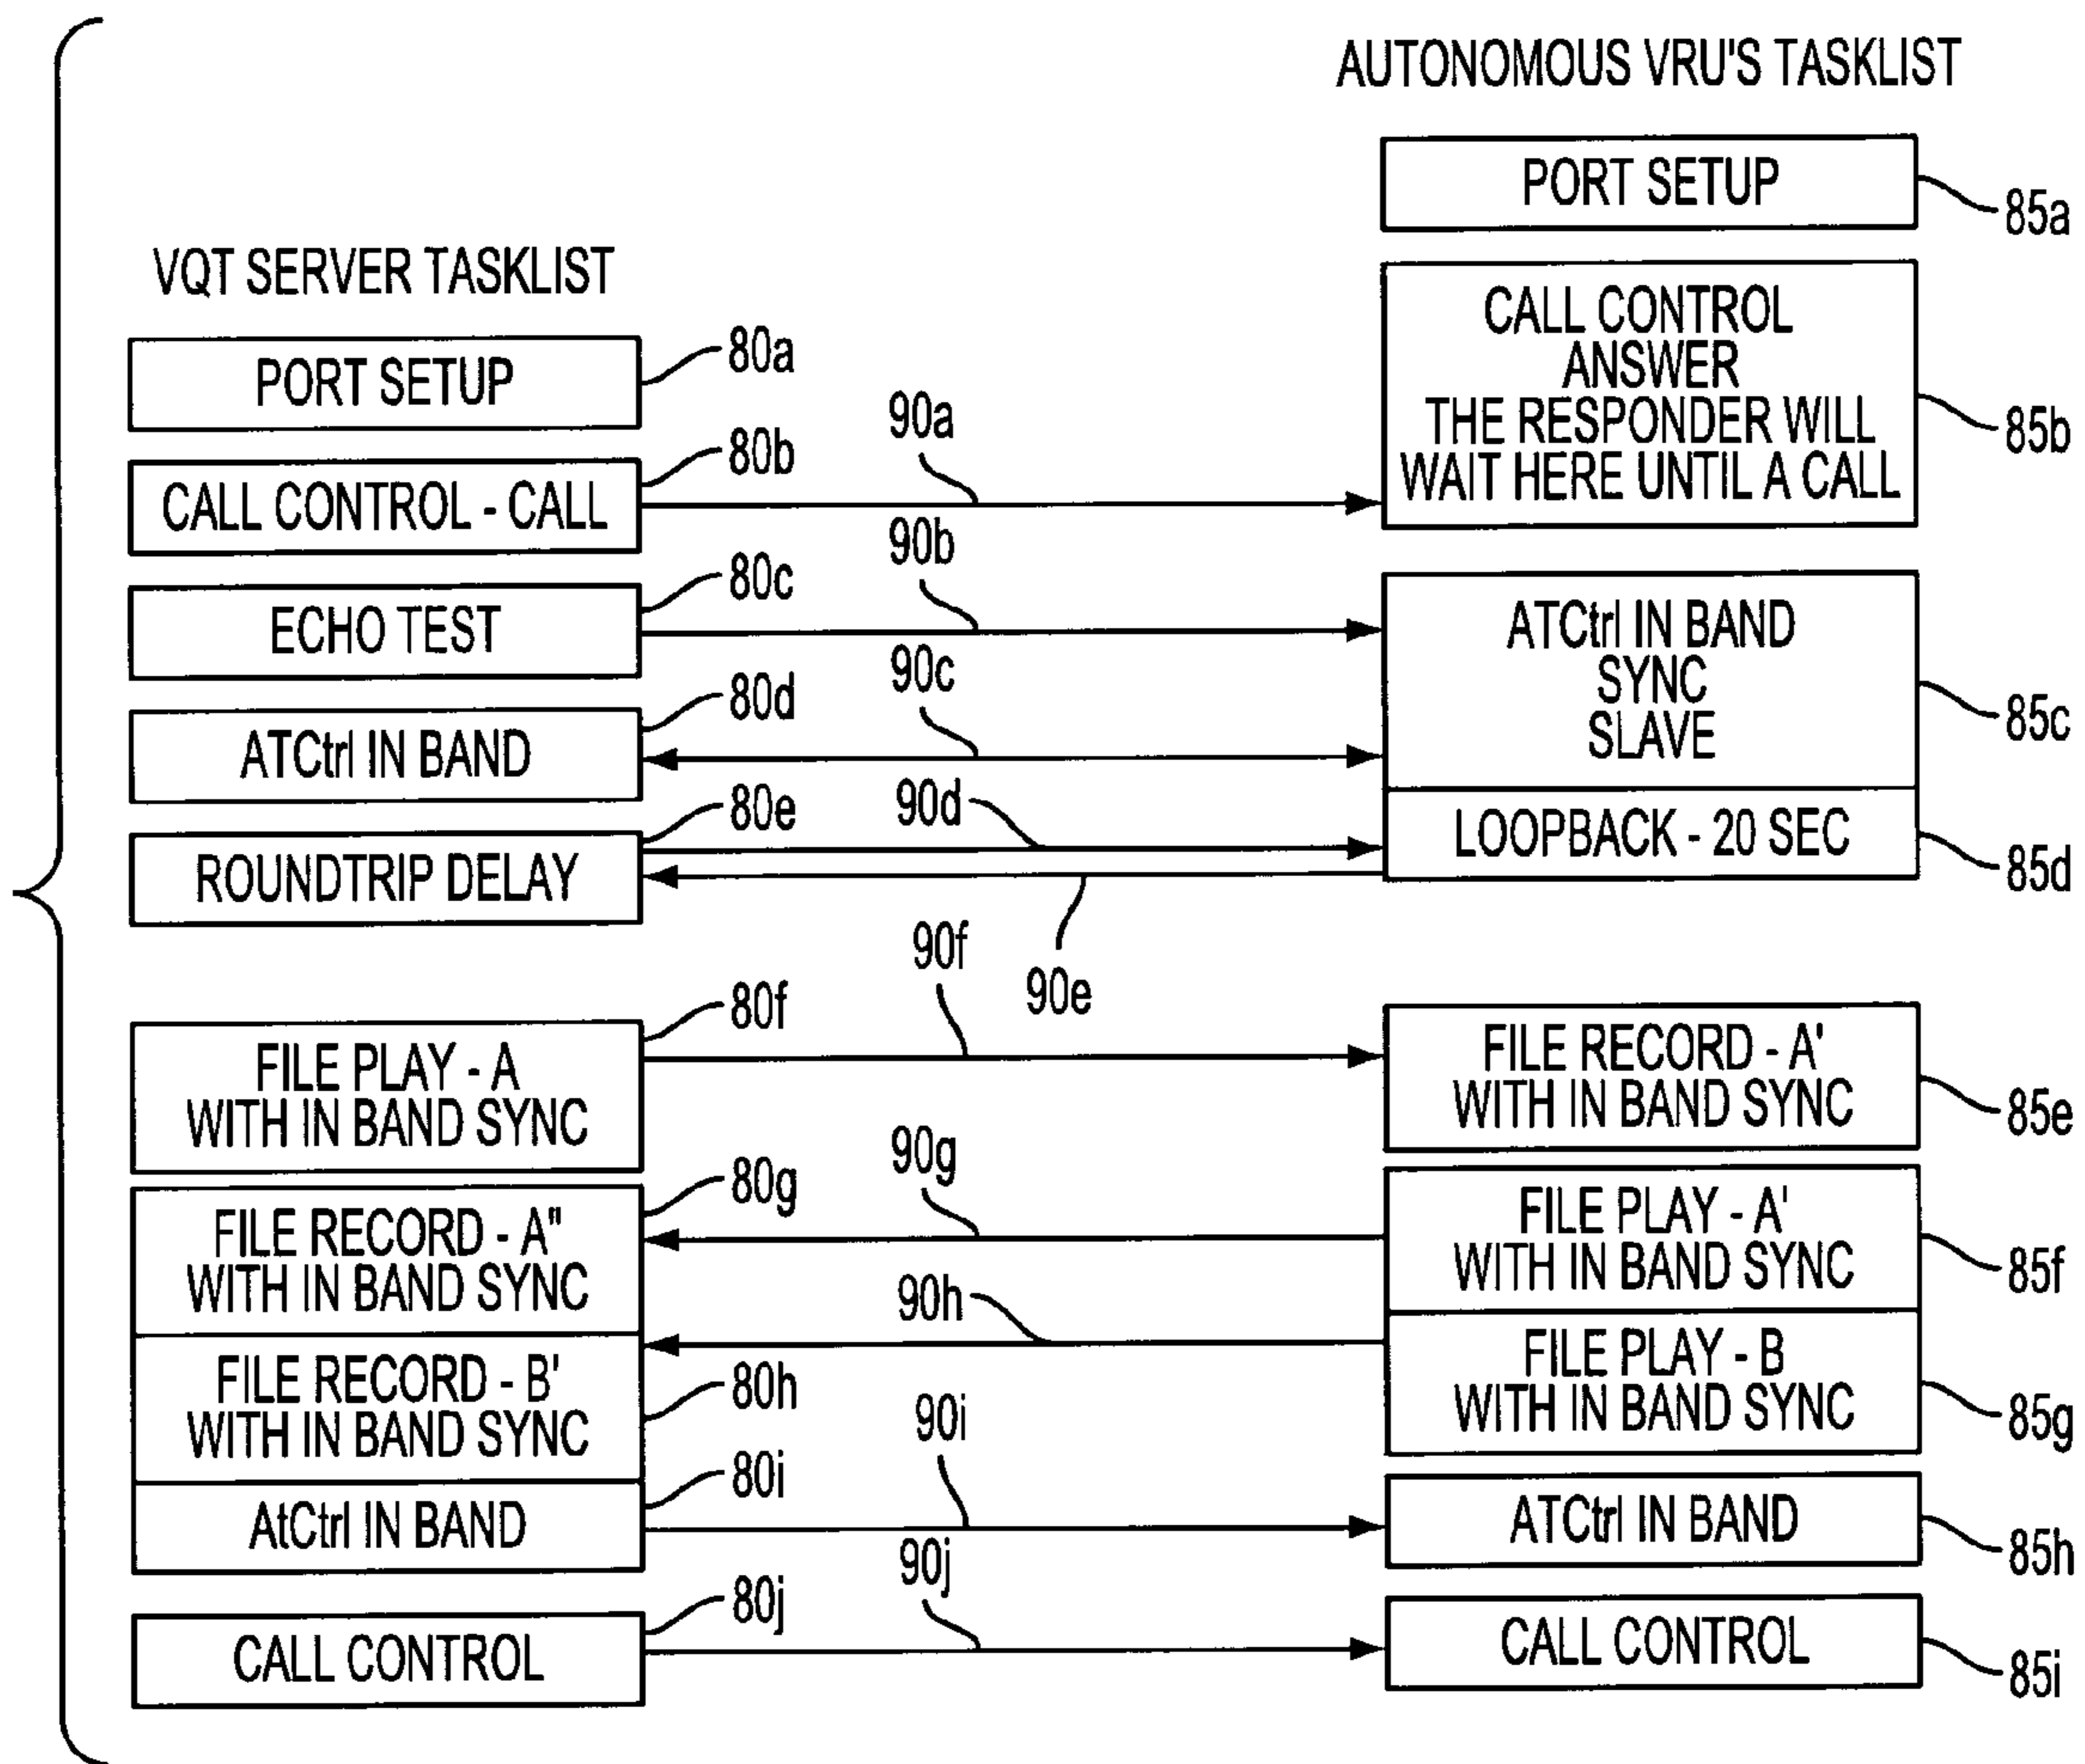 AUTONOMOUS VRU'S TASKLIST
PORT SETUP
85a
VQT SERVER TASKLIST
CALL CONTROL
ANSWER
THE RESPONDER WILL
WAIT HERE UNTIL A CALL
85b
PORT SETUP
80a
CALL CONTROL - CALL
80b
90a
ECHO TEST
80c
90b
ATCtrl IN BAND
SYNC
SLAVE
85c
ATCtrl IN BAND
80d
90c
ROUNDTRIP DELAY
80e
90d
90e
LOOPBACK - 20 SEC
85d
FILE PLAY - A
WITH IN BAND SYNC
80f
90f
FILE RECORD - A'
WITH IN BAND SYNC
85e
FILE RECORD - A"
WITH IN BAND SYNC
80g
90g
FILE PLAY - A'
WITH IN BAND SYNC
85f
FILE RECORD - B'
WITH IN BAND SYNC
80h
90h
FILE PLAY - B
WITH IN BAND SYNC
85g
AtCtrl IN BAND
80i
90i
ATCtrl IN BAND
85h
CALL CONTROL
80j
90j
CALL CONTROL
85i